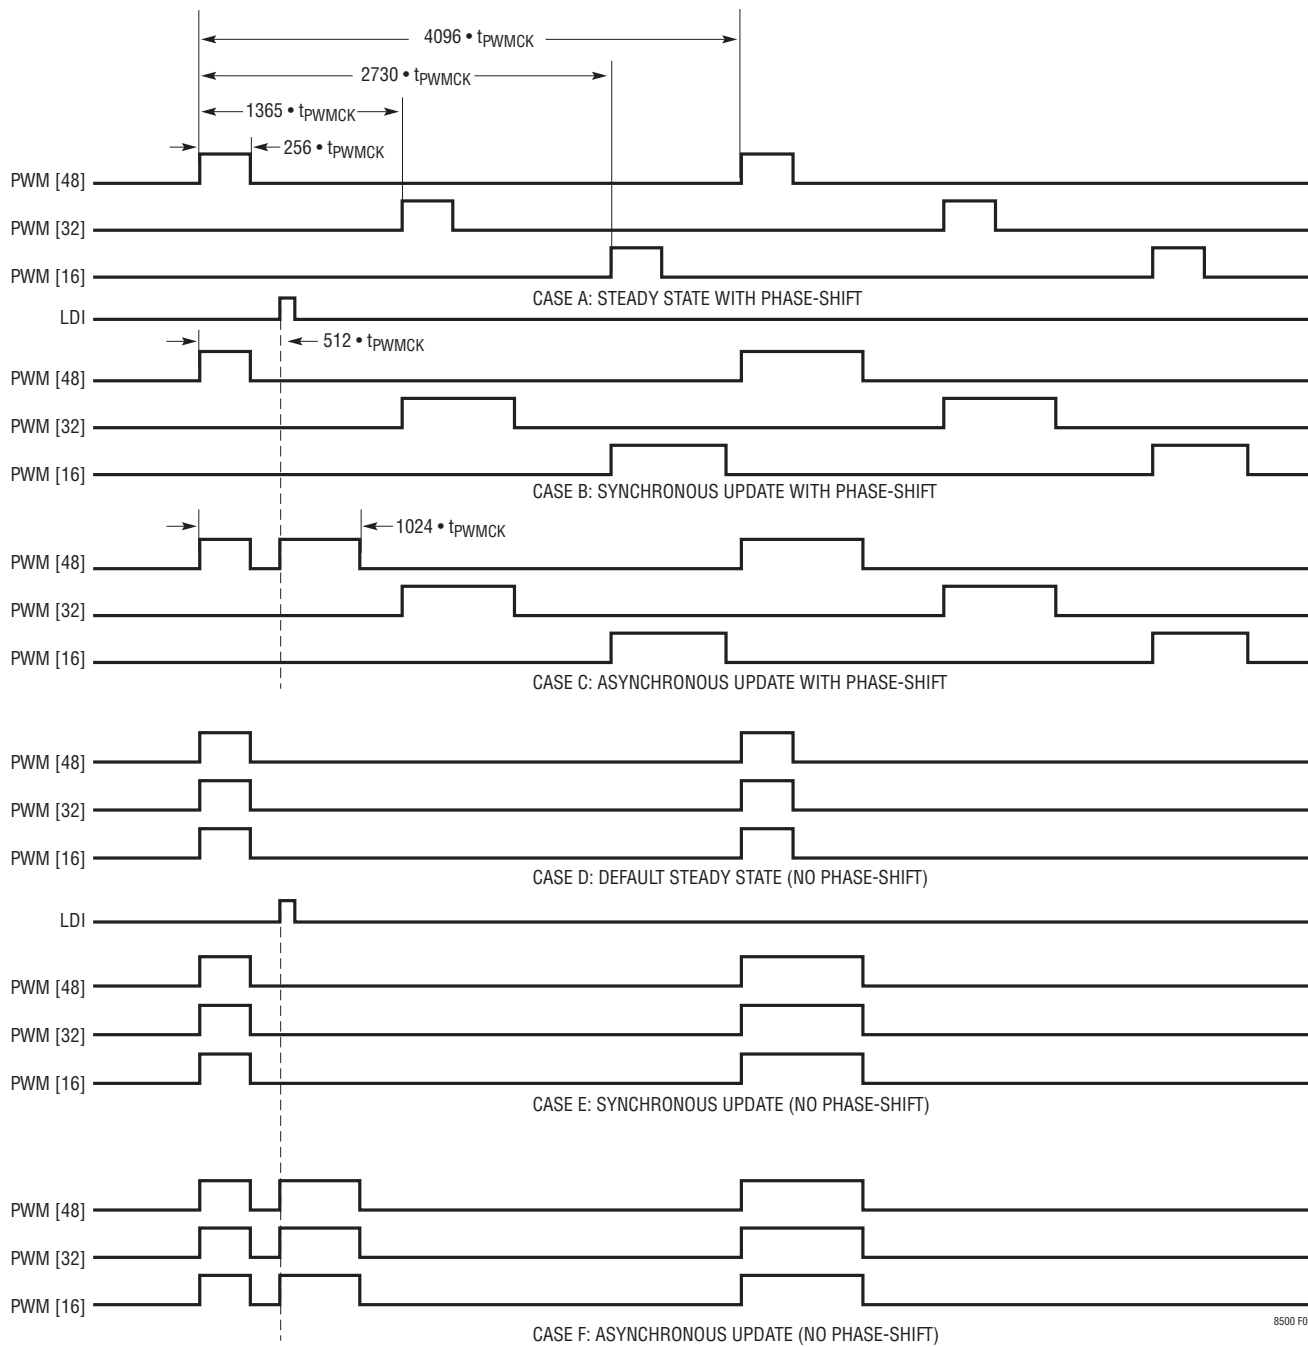 4096 • tPWMCK
2730 • tPWMCK
1365 • tPWMCK
256 • tPWMCK
PWM [48]
PWM [32]
PWM [16]
CASE A: STEADY STATE WITH PHASE-SHIFT
LDI
512 • tPWMCK
PWM [48]
PWM [32]
PWM [16]
CASE B: SYNCHRONOUS UPDATE WITH PHASE-SHIFT
1024 • tPWMCK
PWM [48]
PWM [32]
PWM [16]
CASE C: ASYNCHRONOUS UPDATE WITH PHASE-SHIFT
PWM [48]
PWM [32]
PWM [16]
CASE D: DEFAULT STEADY STATE (NO PHASE-SHIFT)
LDI
PWM [48]
PWM [32]
PWM [16]
CASE E: SYNCHRONOUS UPDATE (NO PHASE-SHIFT)
PWM [48]
PWM [32]
PWM [16]
8500 F0
CASE F: ASYNCHRONOUS UPDATE (NO PHASE-SHIFT)